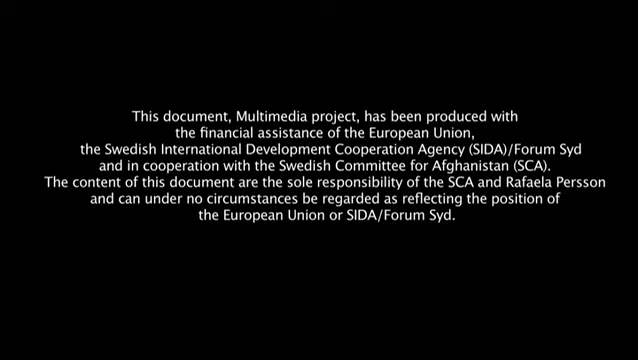 This document, Multimedia project, has been produced with
the financial assistance of the European Union,
the Swedish International Development Cooperation Agency (SIDA)/Forum Syd
and in cooperation with the Swedish Committee for Afghanistan (SCA).
The content of this document are the sole responsibility of the SCA and Rafaela Persson
and can under no circumstances be regarded as reflecting the position of
the European Union or SIDA/Forum Syd.